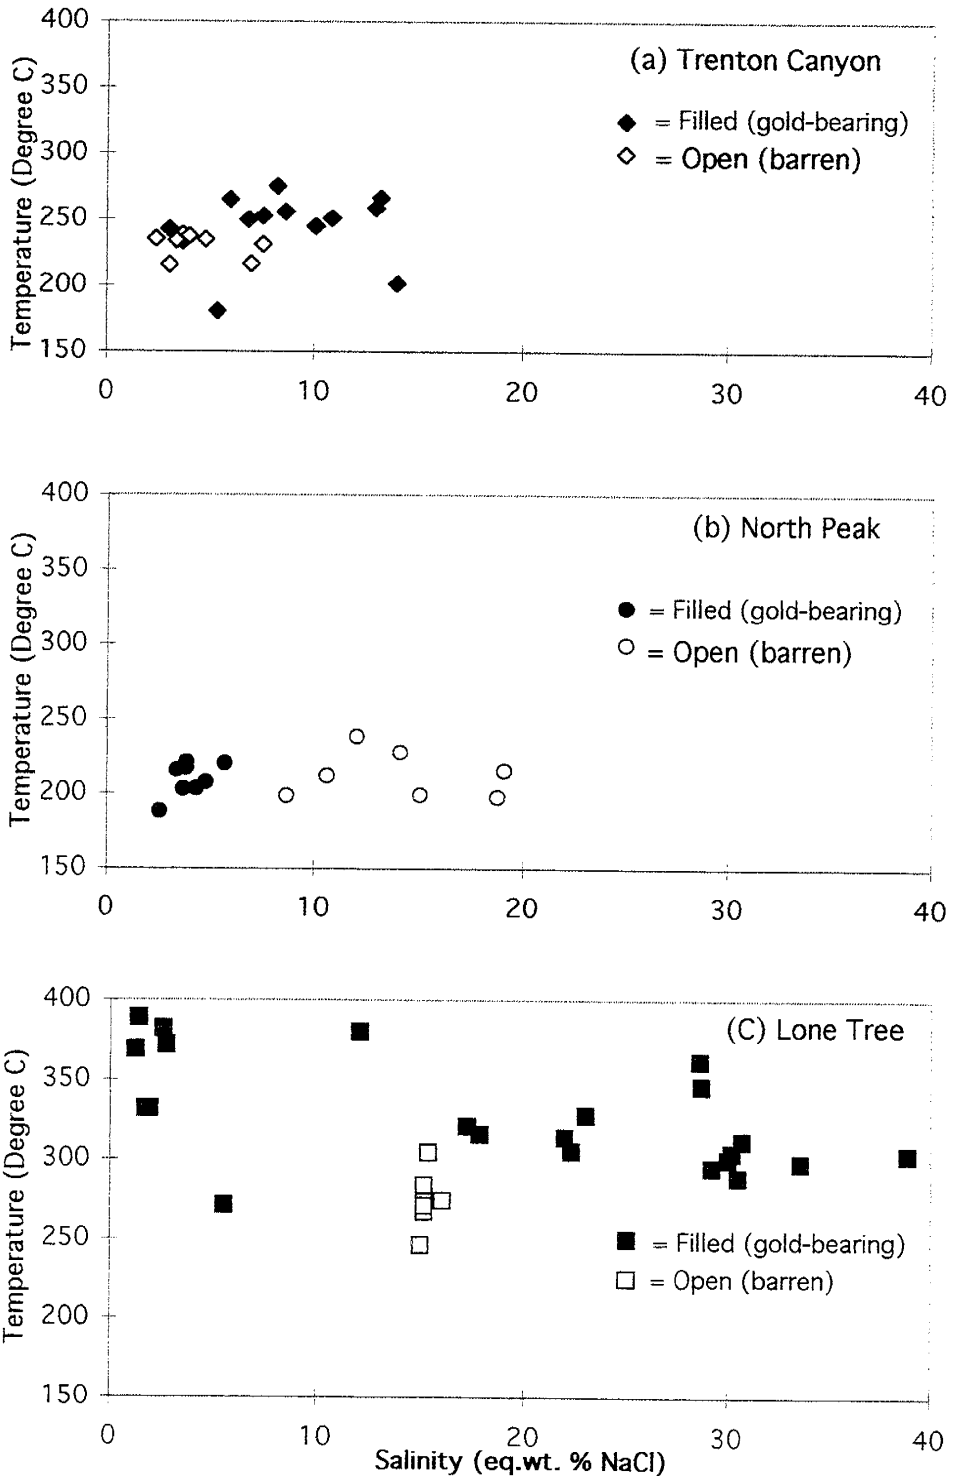 400
(a) Trenton Canyon
350
= Filled (gold-bearing)
300
= Open (barren)
250
200
150
Temperature (Degree C)
0 10 20 30 40
400
(b) North Peak
350
= Filled (gold-bearing)
300
= Open (barren)
250
200
150
Temperature (Degree C)
0 10 20 30 40
400
(C) Lone Tree
350
300
250
= Filled (gold-bearing)
= Open (barren)
200
150
Temperature (Degree C)
0 10 20 30 40
Salinity (eq.wt. % NaCl)